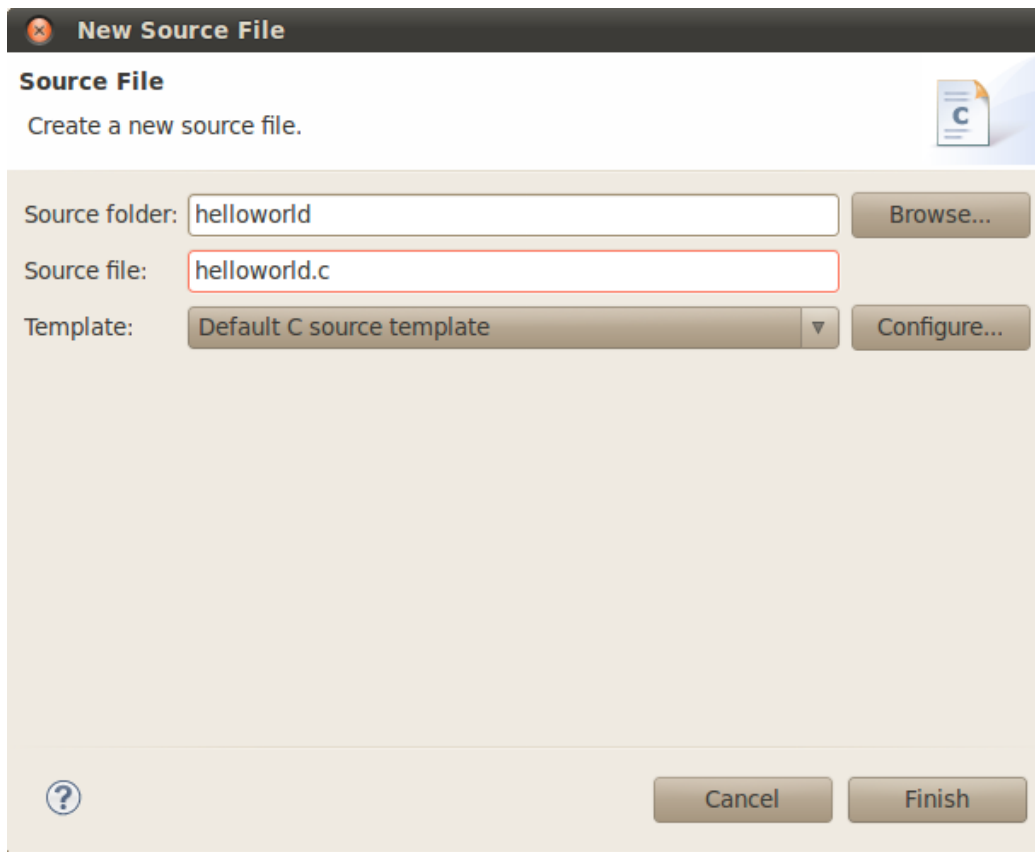 New Source File
Source File
Create a new source file.
C
Source folder: helloworld Browse...
Source file: helloworld.c
Template: Default C source template Configure...
? Cancel Finish